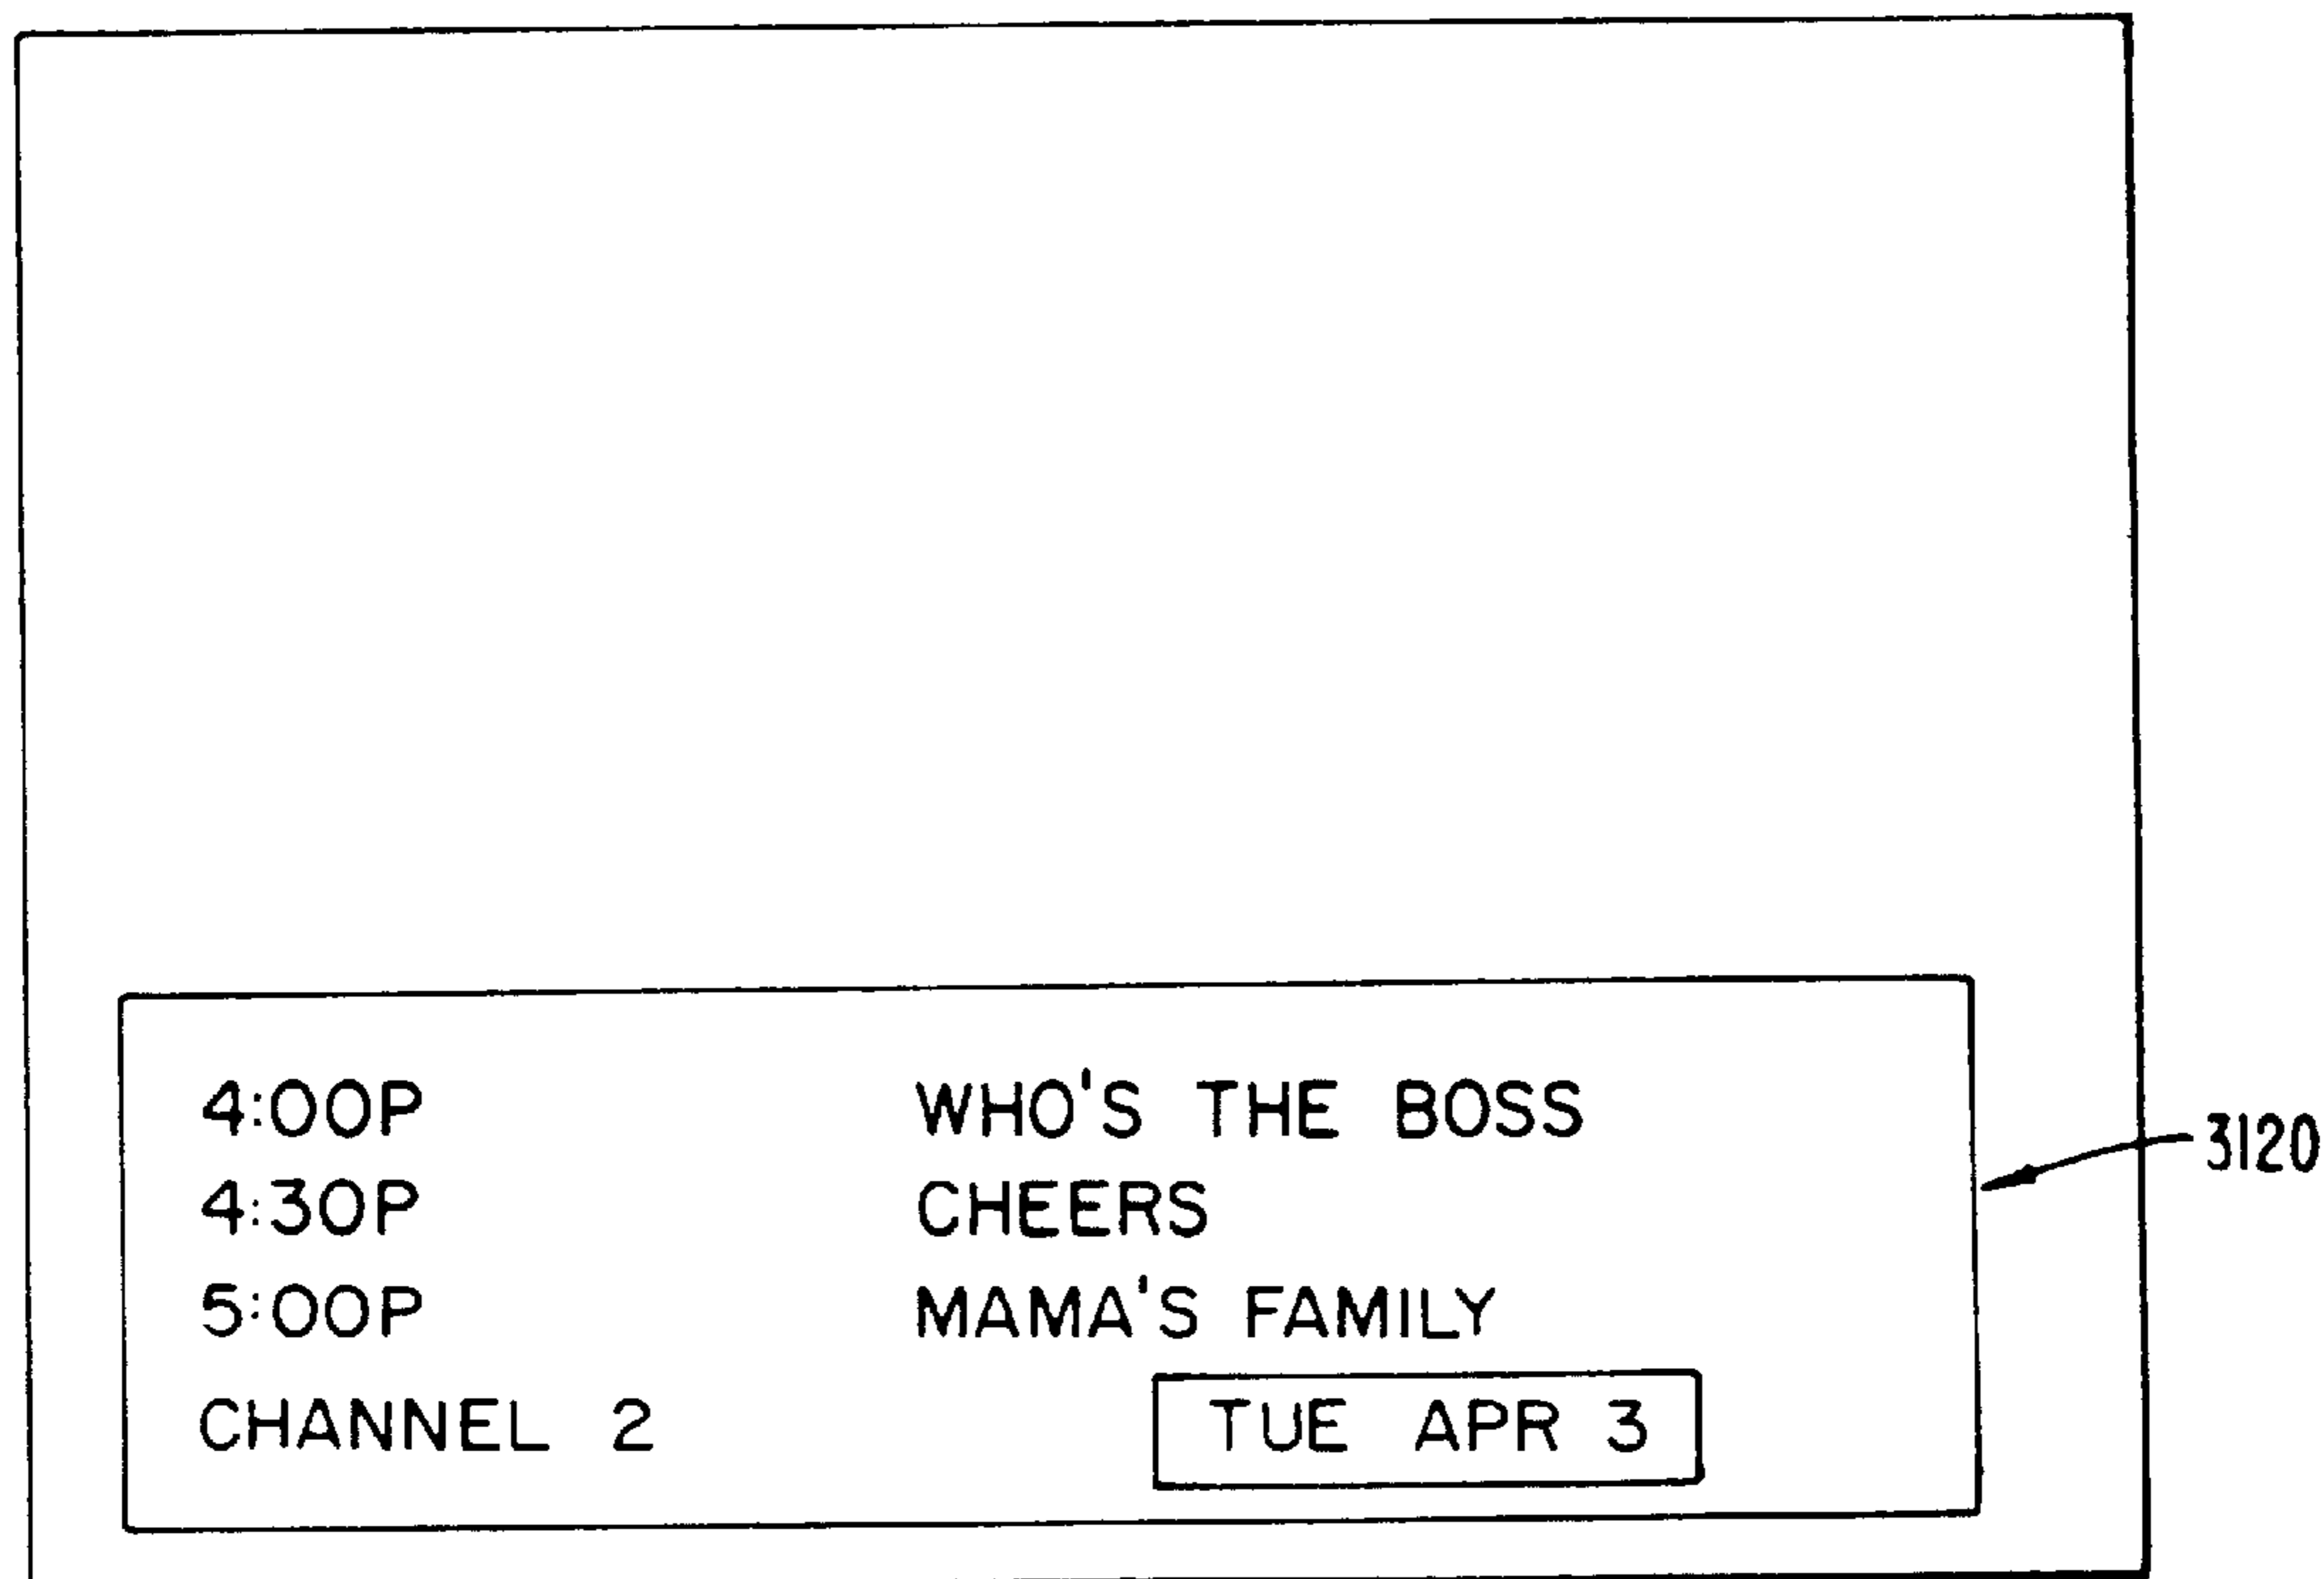 4:00P WHO'S THE BOSS
4:30P CHEERS
5:00P MAMA'S FAMILY
CHANNEL 2 TUE APR 3
3120